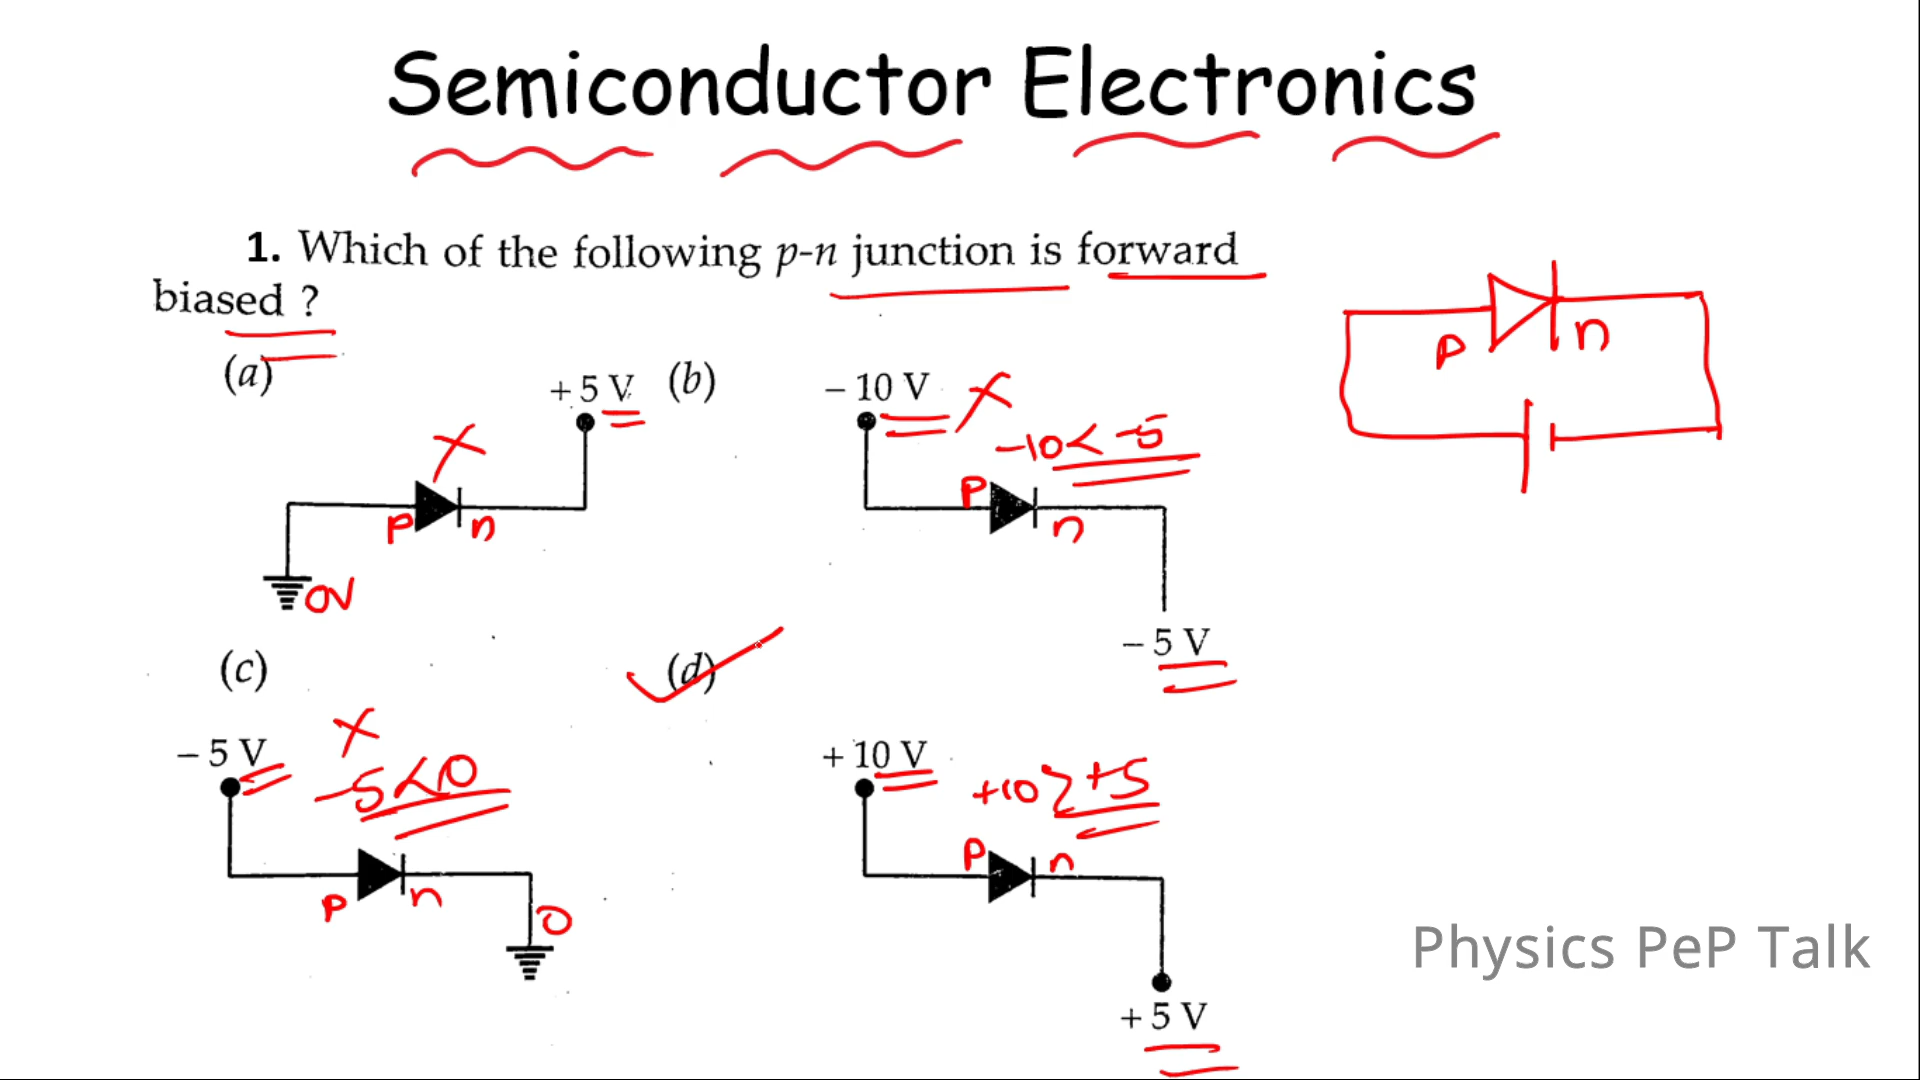 Semiconductor Electronics
1. Which of the following p-n junction is forward
biased ?
p n
(a) + 5 V (b) – 10 V
-10 < -5
p n
p n
0V
– 5 V
(c) (d)
– 5 V + 10 V
-5 < 0 +10 > +5
p n
p n
0
Physics PeP Talk
+ 5 V